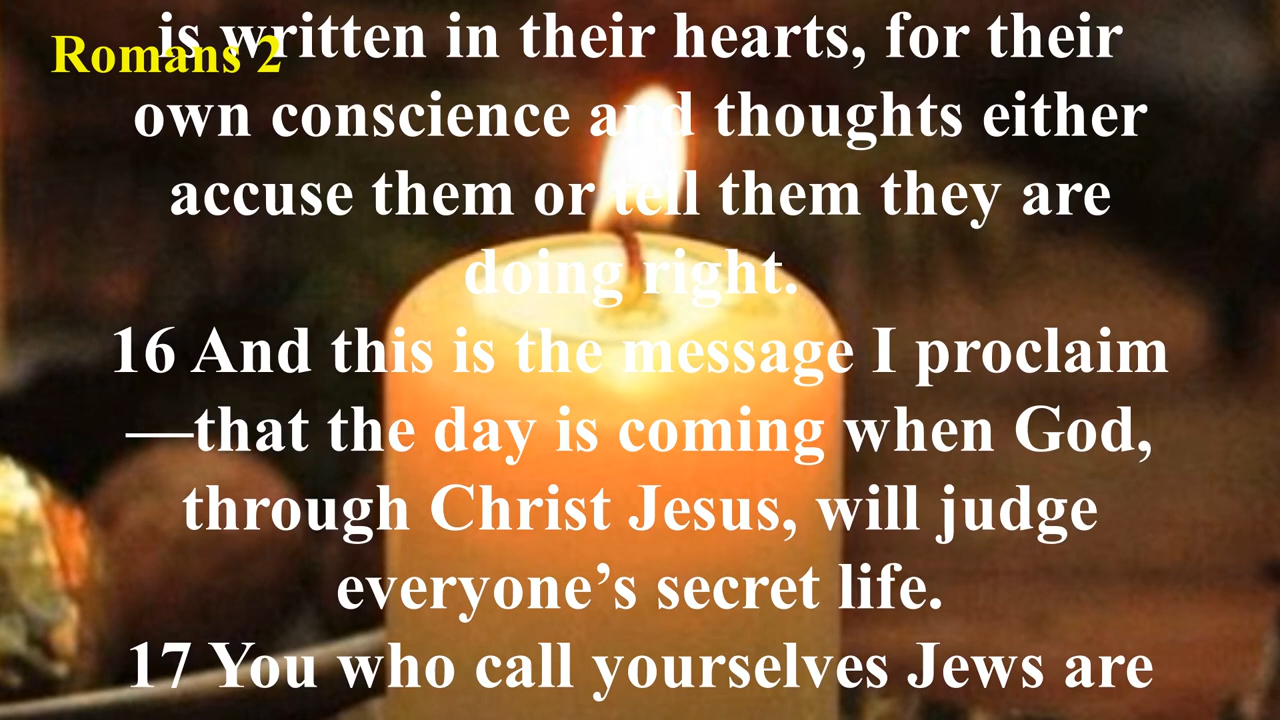 Romans 2
is written in their hearts, for their
own conscience and thoughts either
accuse them or tell them they are
doing right.
16 And this is the message I proclaim
—that the day is coming when God,
through Christ Jesus, will judge
everyone’s secret life.
17 You who call yourselves Jews are